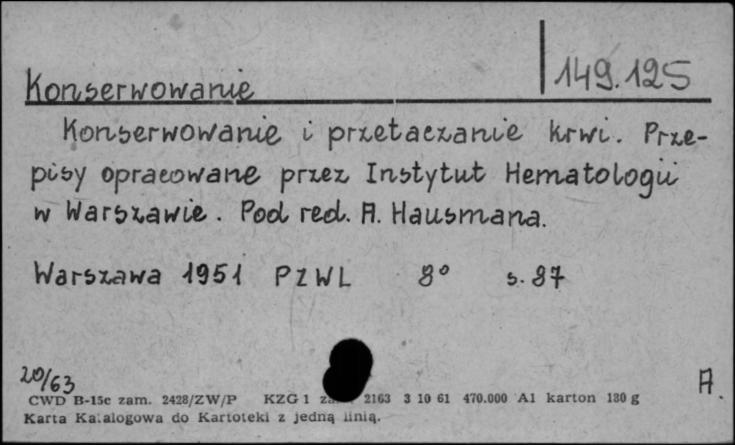 149.125
Konserwowanie
Konserwowanie i przetaczanie krwi. Prze-
pisy opracowane przez Instytut Hematologii
w Warszawie. Pod red. A. Hausmana.
Warszawa 1951 PZWL 8° s. 87
20/63
A.
CWD B-15c zam. 2428/ZW/P KZG 1 2163 3 10 61 470.000 A1 karton 180 g
Karta Katalogowa do Kartoteki z jedną linią.